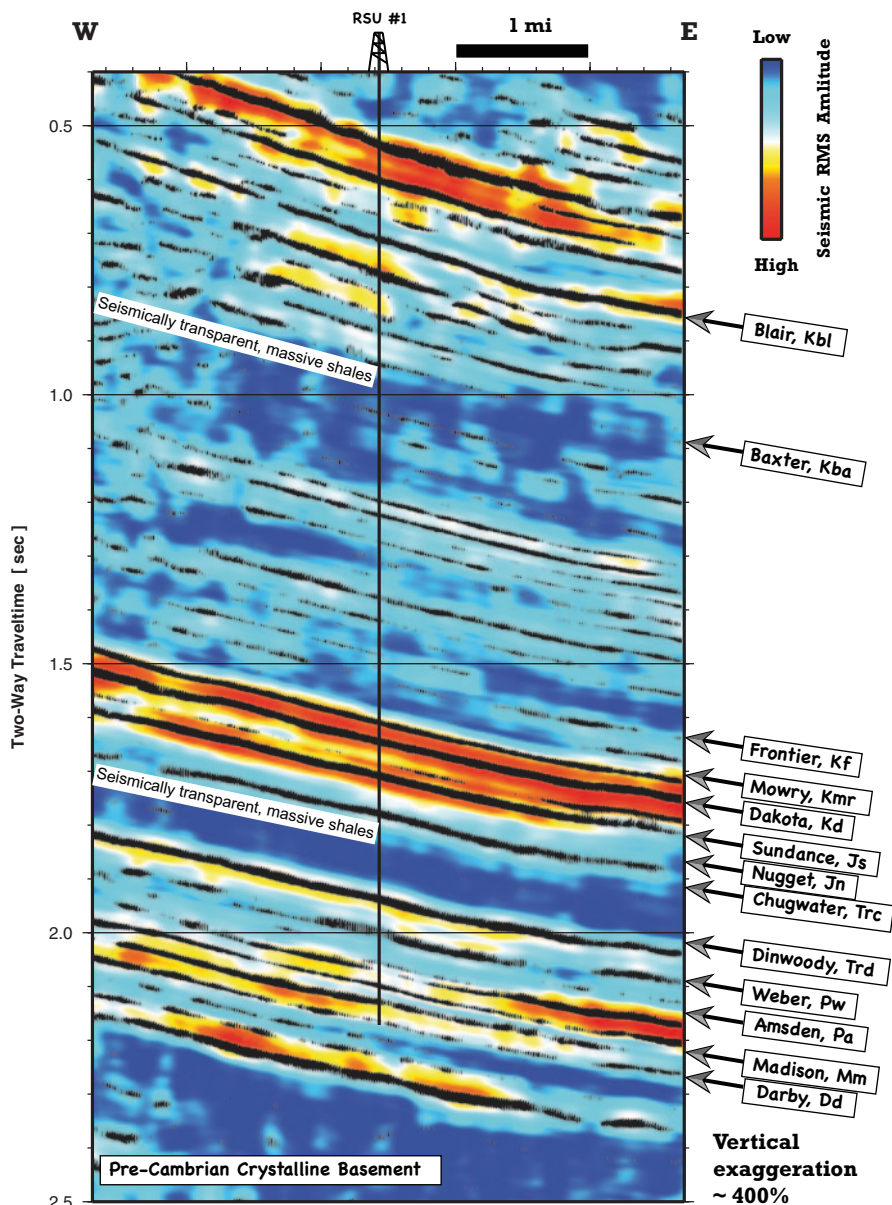 RSU #1
W
1 mi
E
Low
Seismic RMS Amlitude
High
0.5
1.0
1.5
2.0
2.5
Two-Way Traveltime [ sec ]
Seismically transparent, massive shales
Seismically transparent, massive shales
Blair, Kbl
Baxter, Kba
Frontier, Kf
Mowry, Kmr
Dakota, Kd
Sundance, Js
Nugget, Jn
Chugwater, Trc
Dinwoody, Trd
Weber, Pw
Amsden, Pa
Madison, Mm
Darby, Dd
Pre-Cambrian Crystalline Basement
Vertical
exaggeration
~ 400%